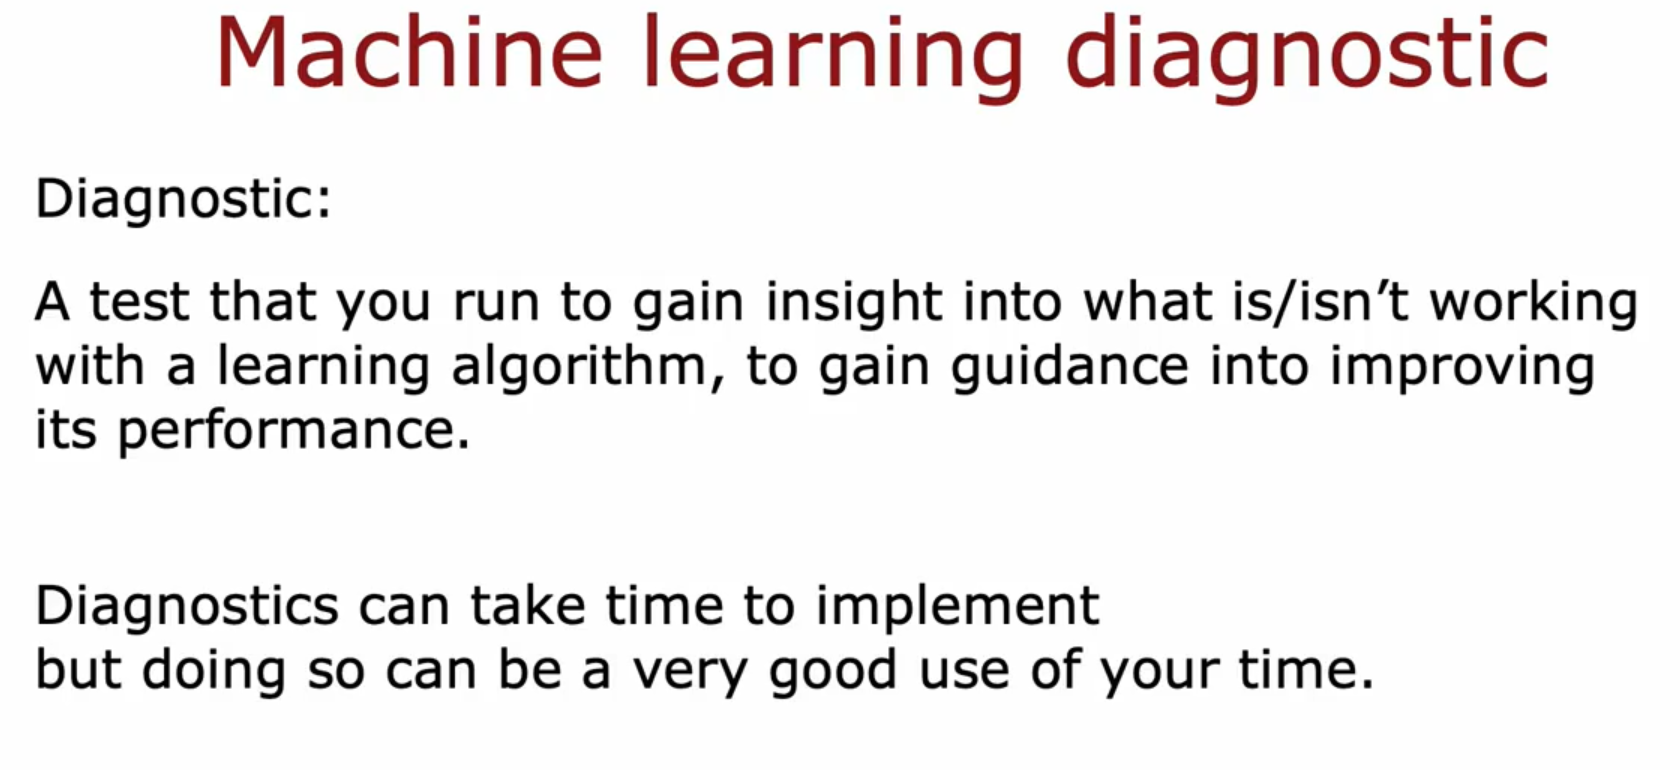 Machine learning diagnostic
Diagnostic:
A test that you run to gain insight into what is/isn’t working
with a learning algorithm, to gain guidance into improving
its performance.
Diagnostics can take time to implement
but doing so can be a very good use of your time.